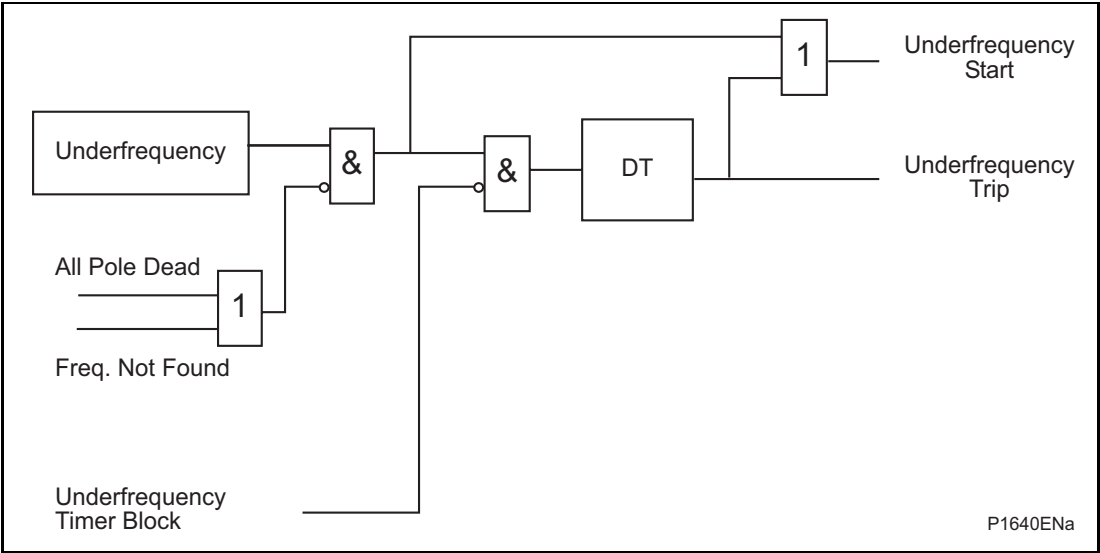 1
Underfrequency
Start
Underfrequency
&
&
DT
Underfrequency
Trip
All Pole Dead
1
Freq. Not Found
Underfrequency
Timer Block
P1640ENa